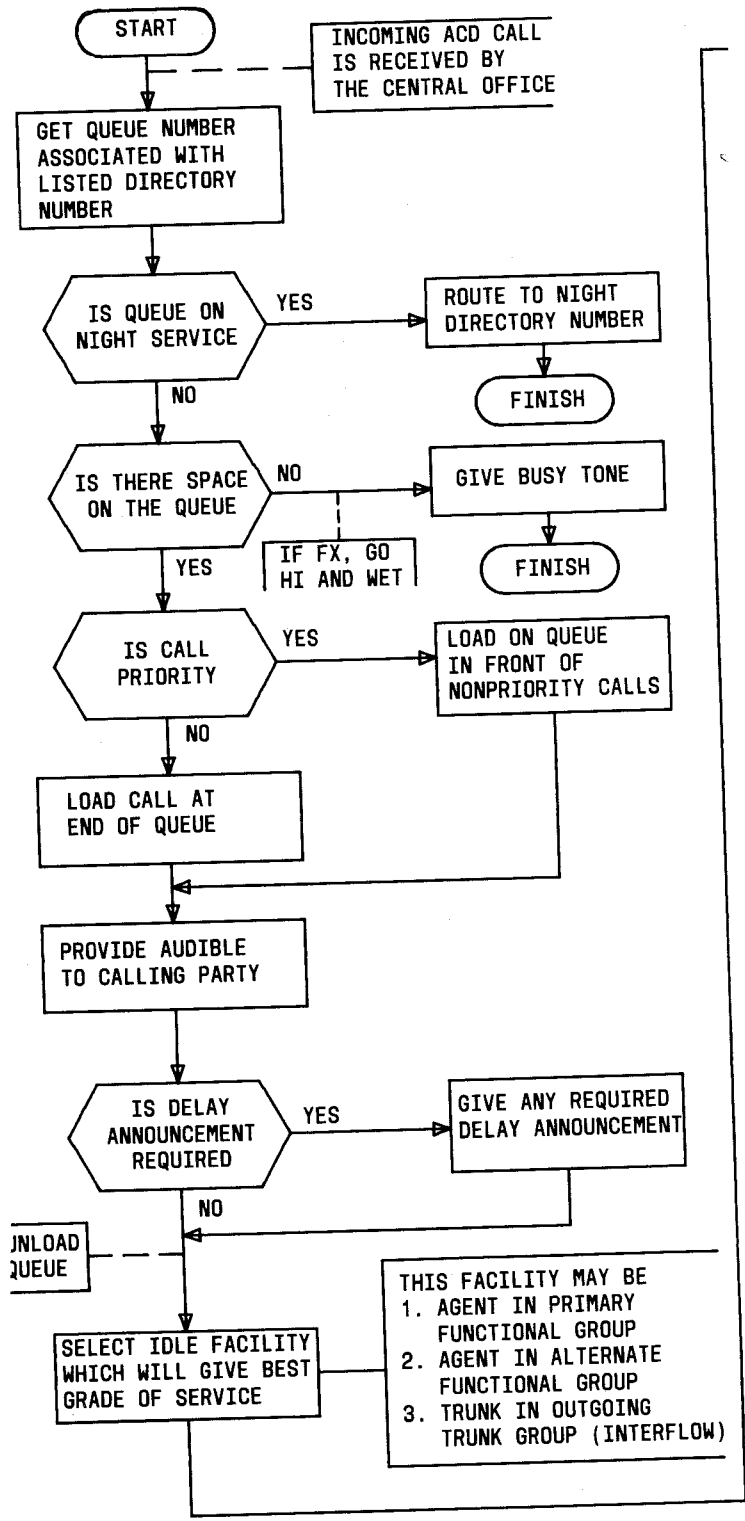 START
INCOMING ACD CALL
IS RECEIVED BY
THE CENTRAL OFFICE
GET QUEUE NUMBER
ASSOCIATED WITH
LISTED DIRECTORY
NUMBER
IS QUEUE ON
NIGHT SERVICE
YES
ROUTE TO NIGHT
DIRECTORY NUMBER
NO
FINISH
IS THERE SPACE
ON THE QUEUE
NO
GIVE BUSY TONE
IF FX, GO
HI AND WET
YES
FINISH
IS CALL
PRIORITY
YES
LOAD ON QUEUE
IN FRONT OF
NONPRIORITY CALLS
NO
LOAD CALL AT
END OF QUEUE
PROVIDE AUDIBLE
TO CALLING PARTY
IS DELAY
ANNOUNCEMENT
REQUIRED
YES
GIVE ANY REQUIRED
DELAY ANNOUNCEMENT
NO
UNLOAD
QUEUE
SELECT IDLE FACILITY
WHICH WILL GIVE BEST
GRADE OF SERVICE
THIS FACILITY MAY BE
1. AGENT IN PRIMARY
FUNCTIONAL GROUP
2. AGENT IN ALTERNATE
FUNCTIONAL GROUP
3. TRUNK IN OUTGOING
TRUNK GROUP (INTERFLOW)